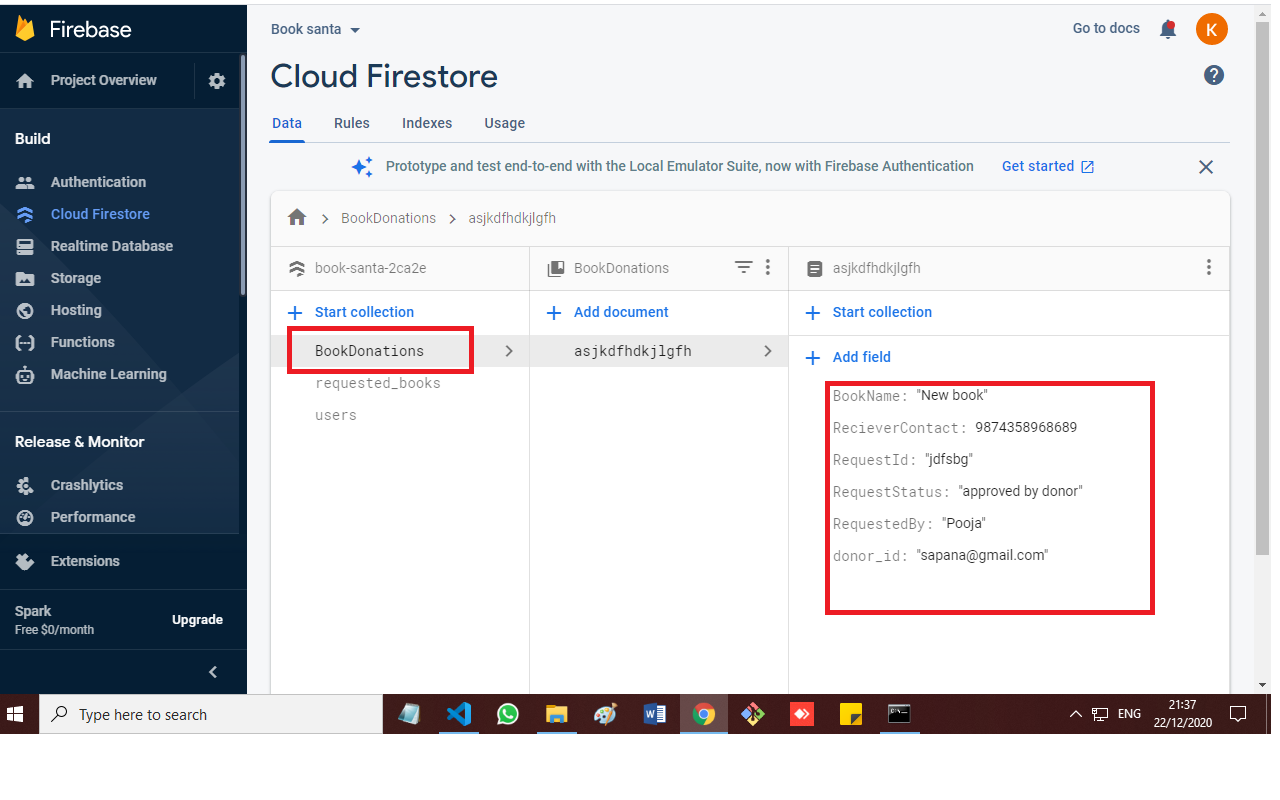 Firebase
Project Overview
Build
Authentication
Cloud Firestore
Realtime Database
Storage
Hosting
Functions
Machine Learning
Release & Monitor
Crashlytics
Performance
Extensions
Spark
Free $0/month
Upgrade
Book santa
Go to docs
K
Cloud Firestore
Data Rules Indexes Usage
Prototype and test end-to-end with the Local Emulator Suite, now with Firebase Authentication Get started
BookDonations > asjkdfhdkjlgfh
book-santa-2ca2e
Start collection
BookDonations
requested_books
users
BookDonations
Add document
asjkdfhdkjlgfh
asjkdfhdkjlgfh
Start collection
Add field
BookName: "New book"
RecieverContact: 9874358968689
RequestId: "jdfsbg"
RequestStatus: "approved by donor"
RequestedBy: "Pooja"
donor_id: "sapana@gmail.com"
Type here to search
ENG
21:37
22/12/2020